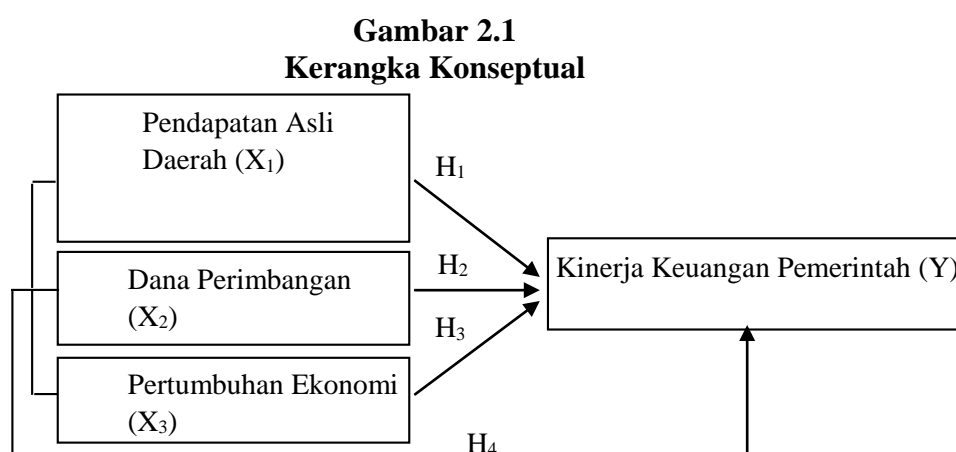 Gambar 2.1
Kerangka Konseptual
Pendapatan Asli
Daerah (X₁)
H₁
Dana Perimbangan
(X₂)
H₂
Kinerja Keuangan Pemerintah (Y)
H₃
Pertumbuhan Ekonomi
(X₃)
H₄